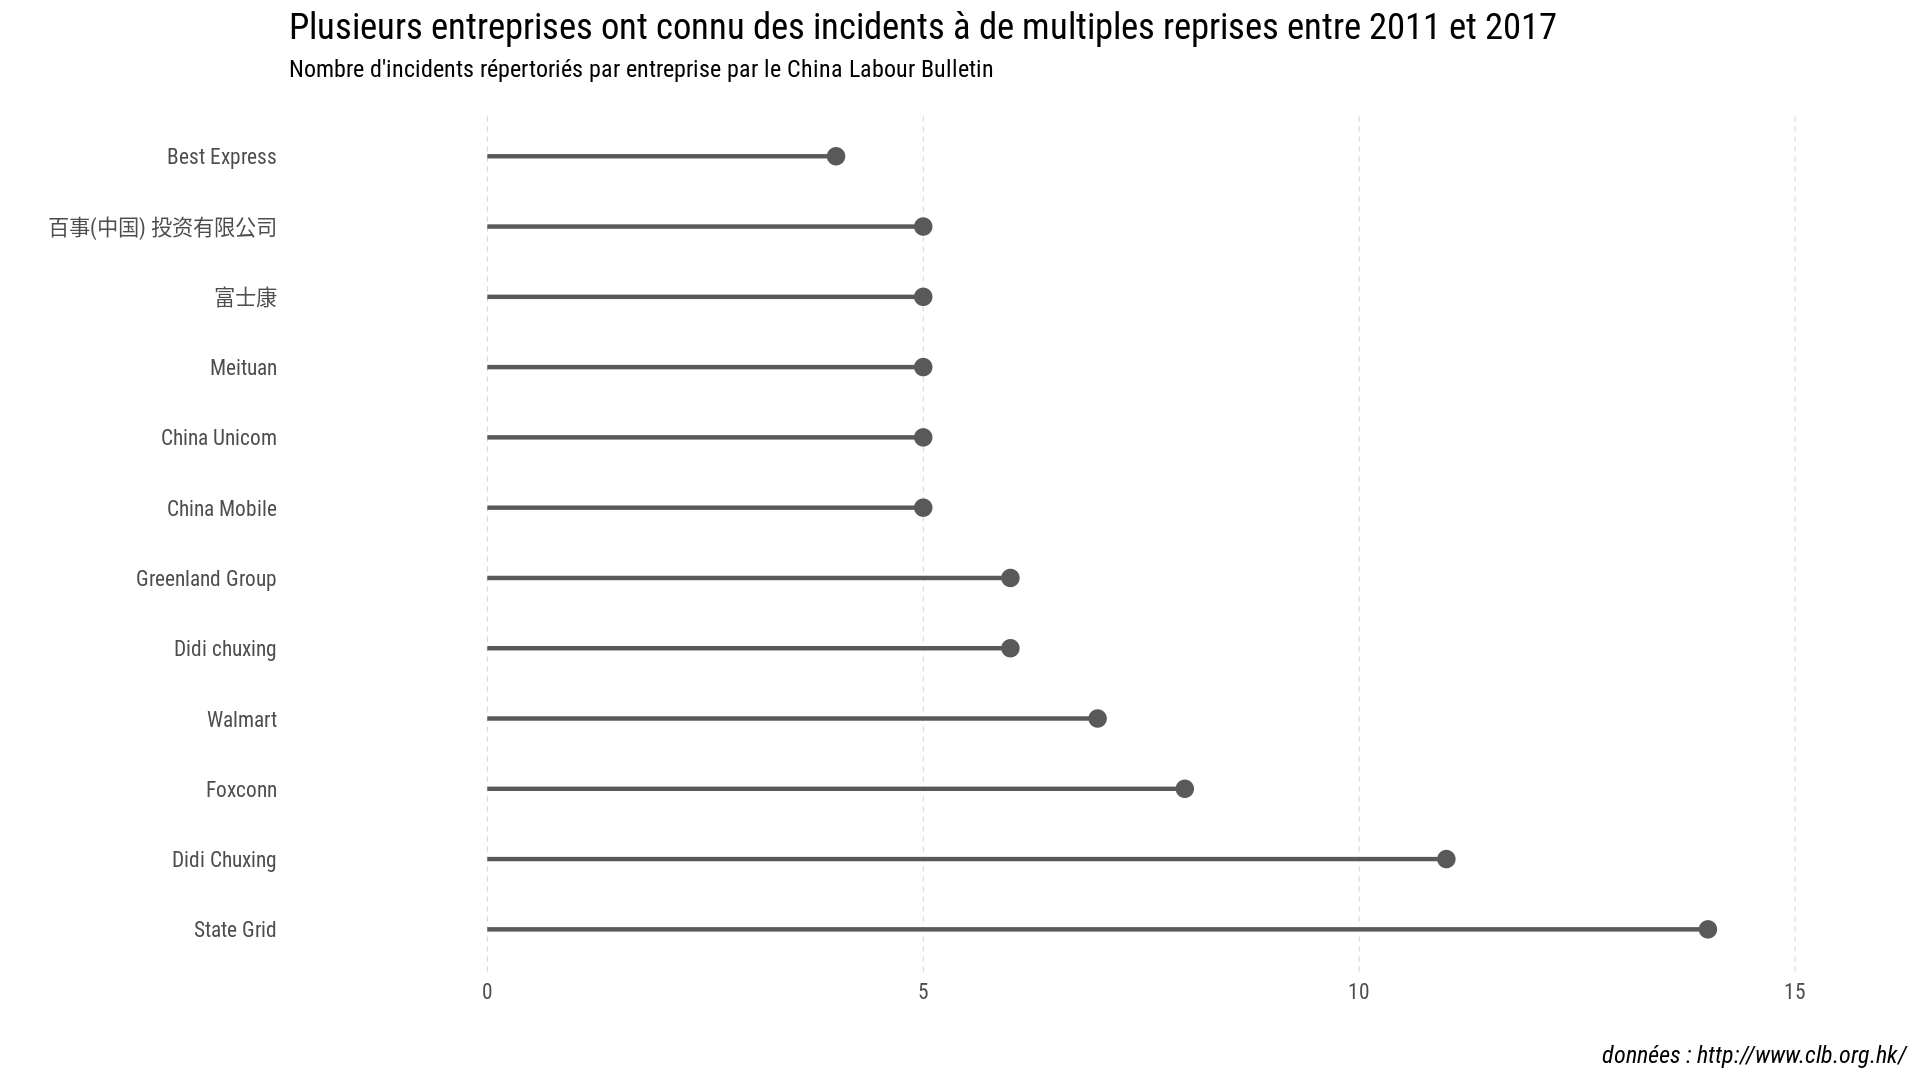 Plusieurs entreprises ont connu des incidents à de multiples reprises entre 2011 et 2017
Nombre d'incidents répertoriés par entreprise par le China Labour Bulletin
Best Express
百事(中国) 投资有限公司
富士康
Meituan
China Unicom
China Mobile
Greenland Group
Didi chuxing
Walmart
Foxconn
Didi Chuxing
State Grid
0 5 10 15
données : http://www.clb.org.hk/